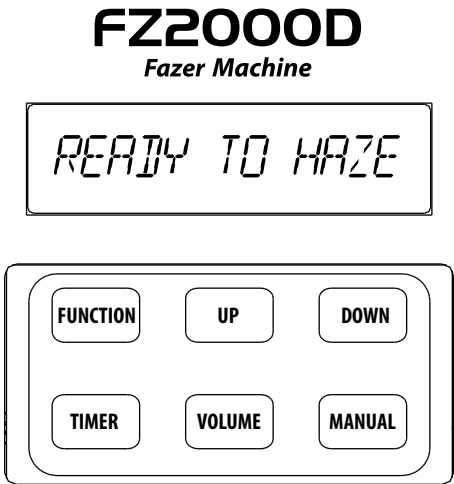 FZ2000D
Fazer Machine
READY TO HAZE
FUNCTION UP DOWN
TIMER VOLUME MANUAL